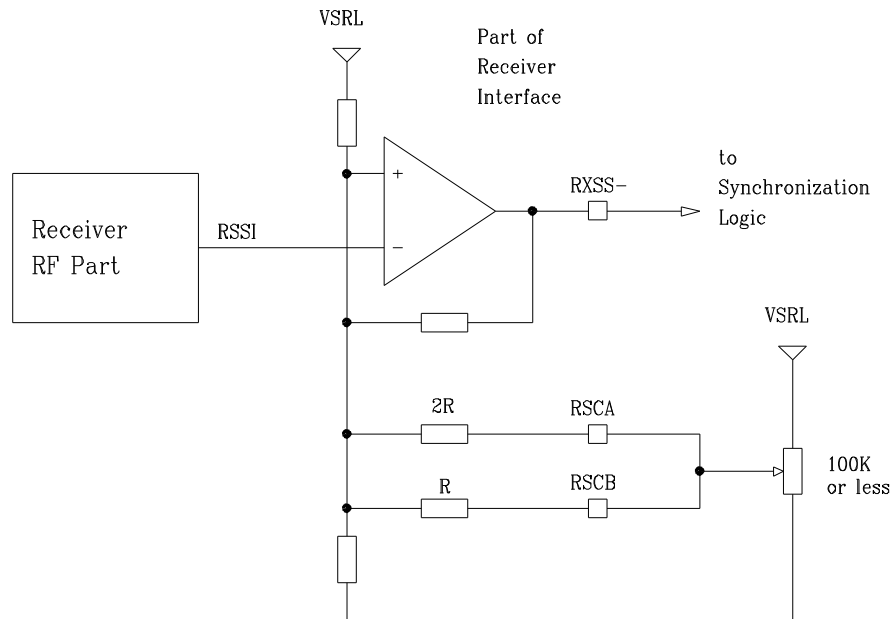 VSRL
Part of
Receiver
Interface
+
to
Synchronization
Logic
RXSS-
Receiver
RF Part
RSSI
-
VSRL
2R
RSCA
100K
or less
R
RSCB